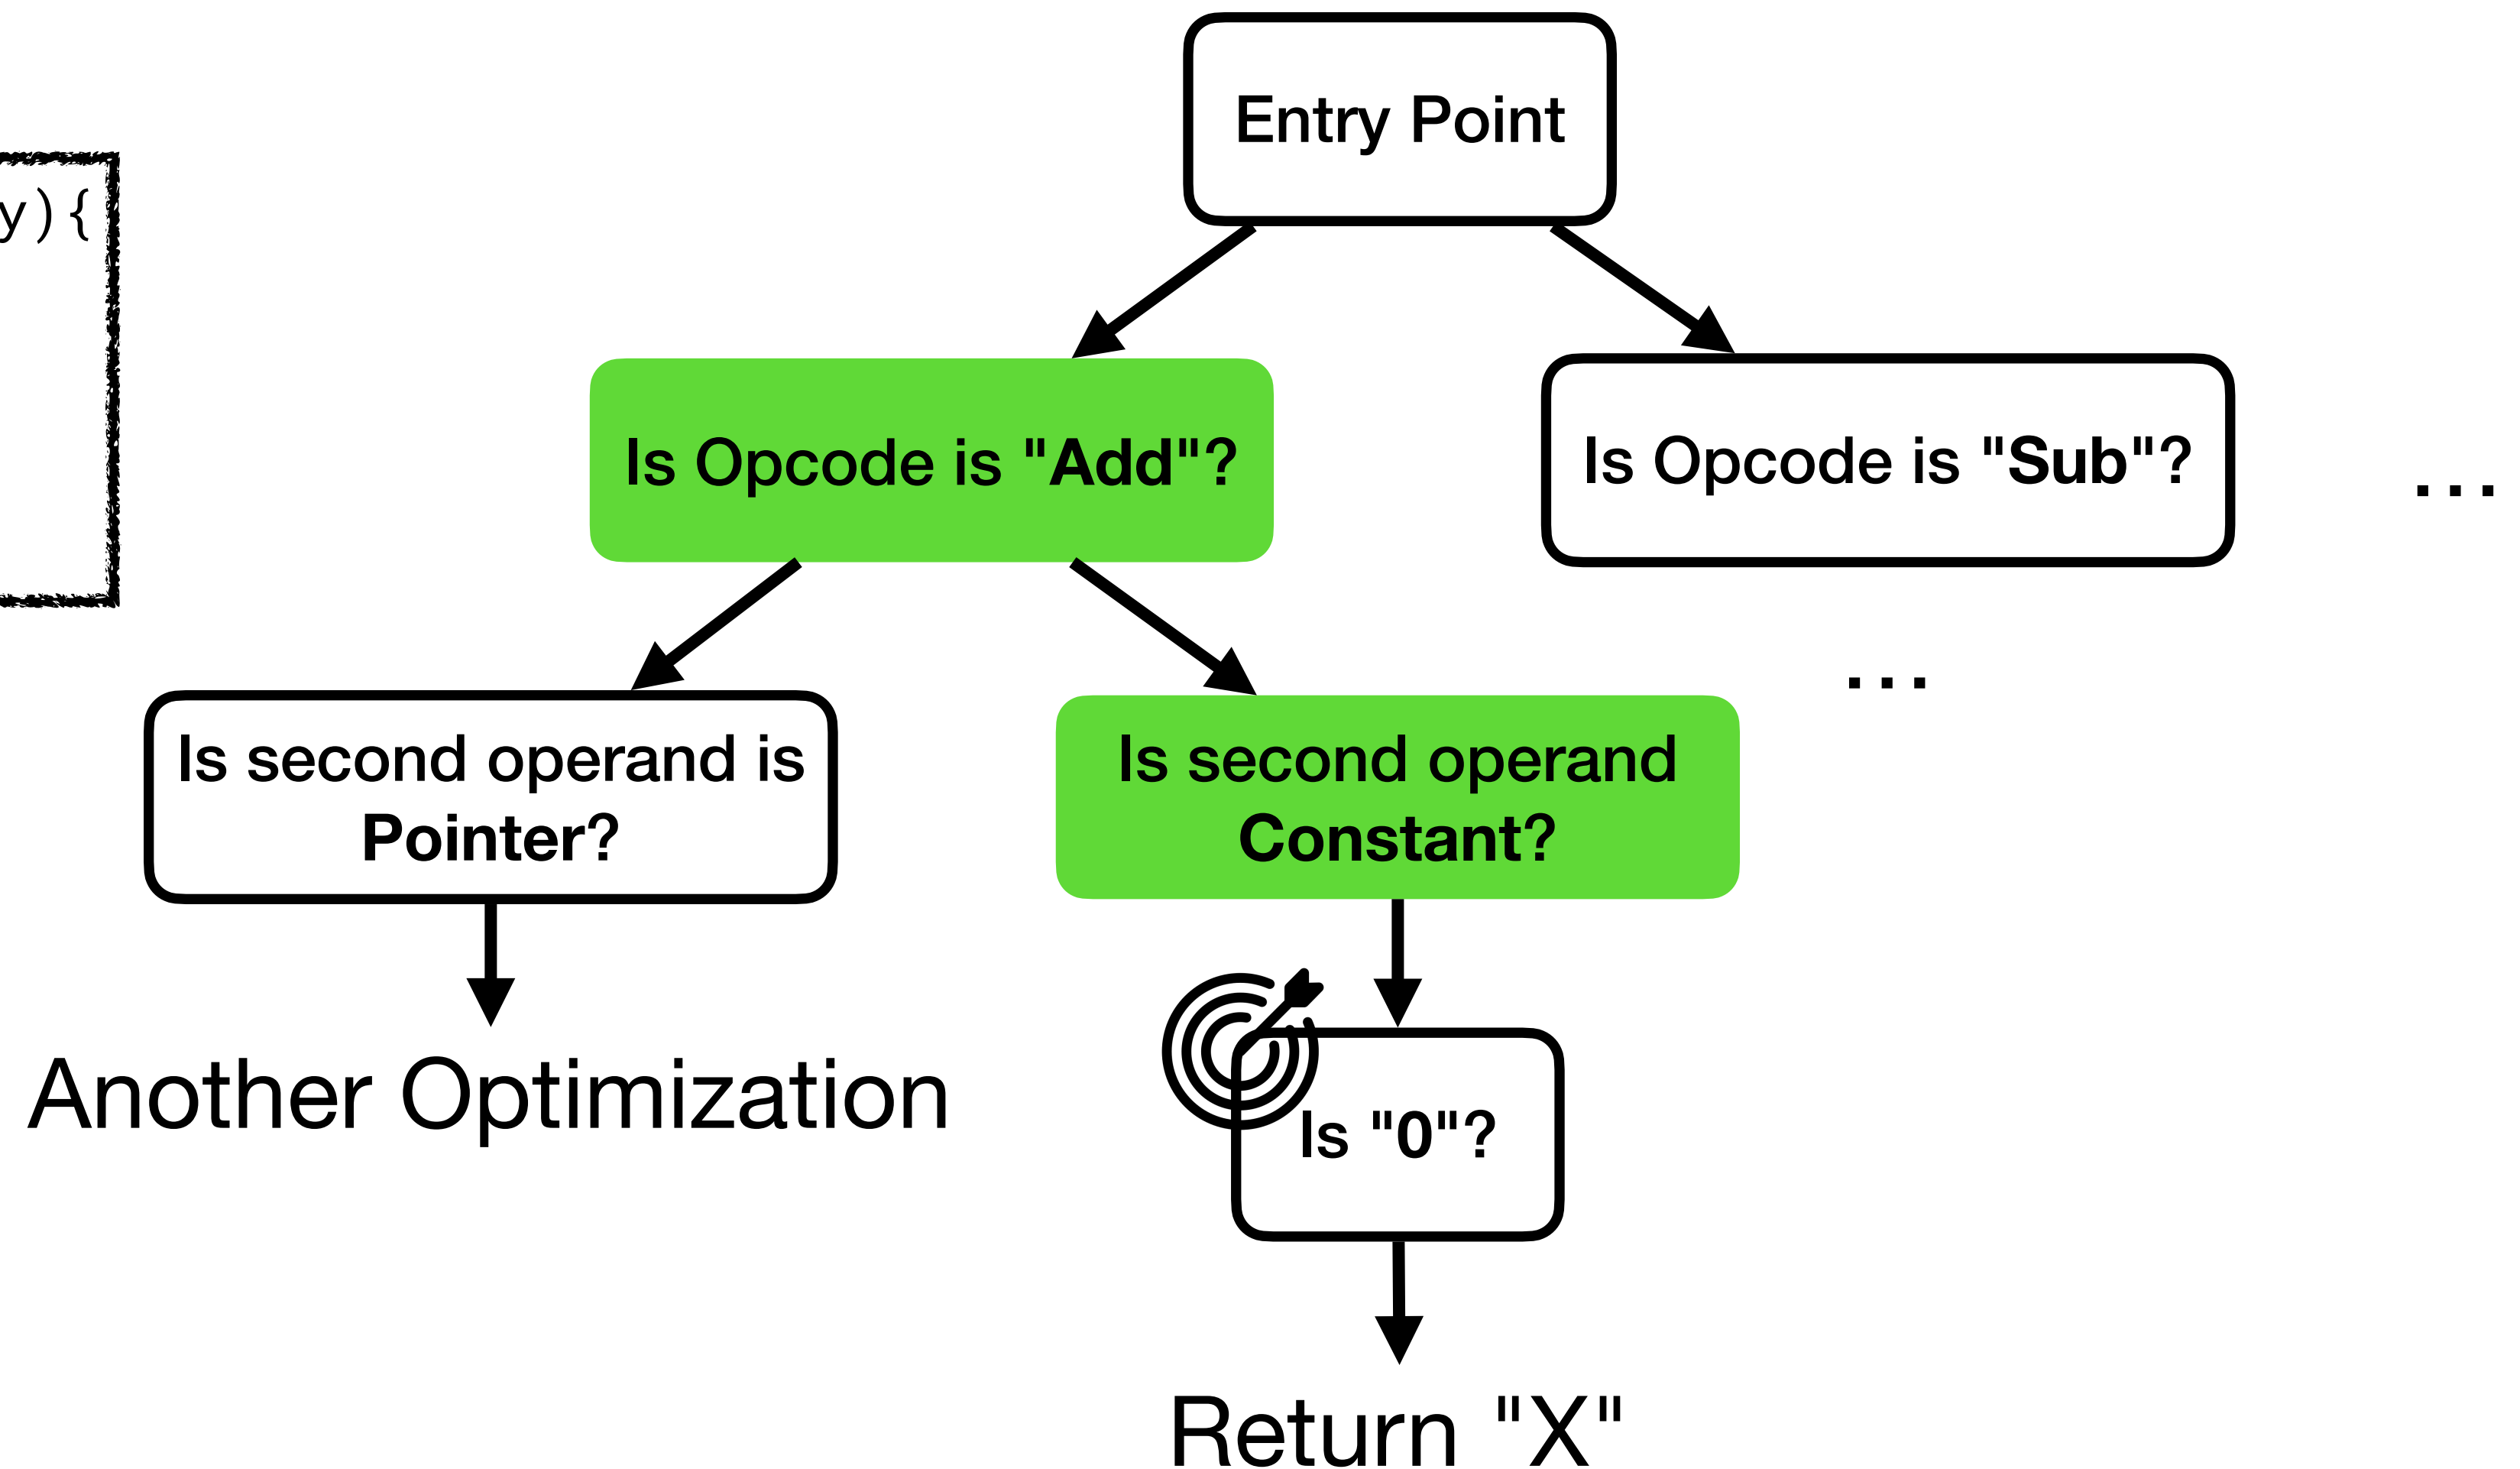 Entry Point
y){
Is Opcode is "Add"?
Is Opcode is "Sub"?
...
Is second operand is
Pointer?
Is second operand
Constant?
...
Another Optimization
Is "0"?
Return "X"